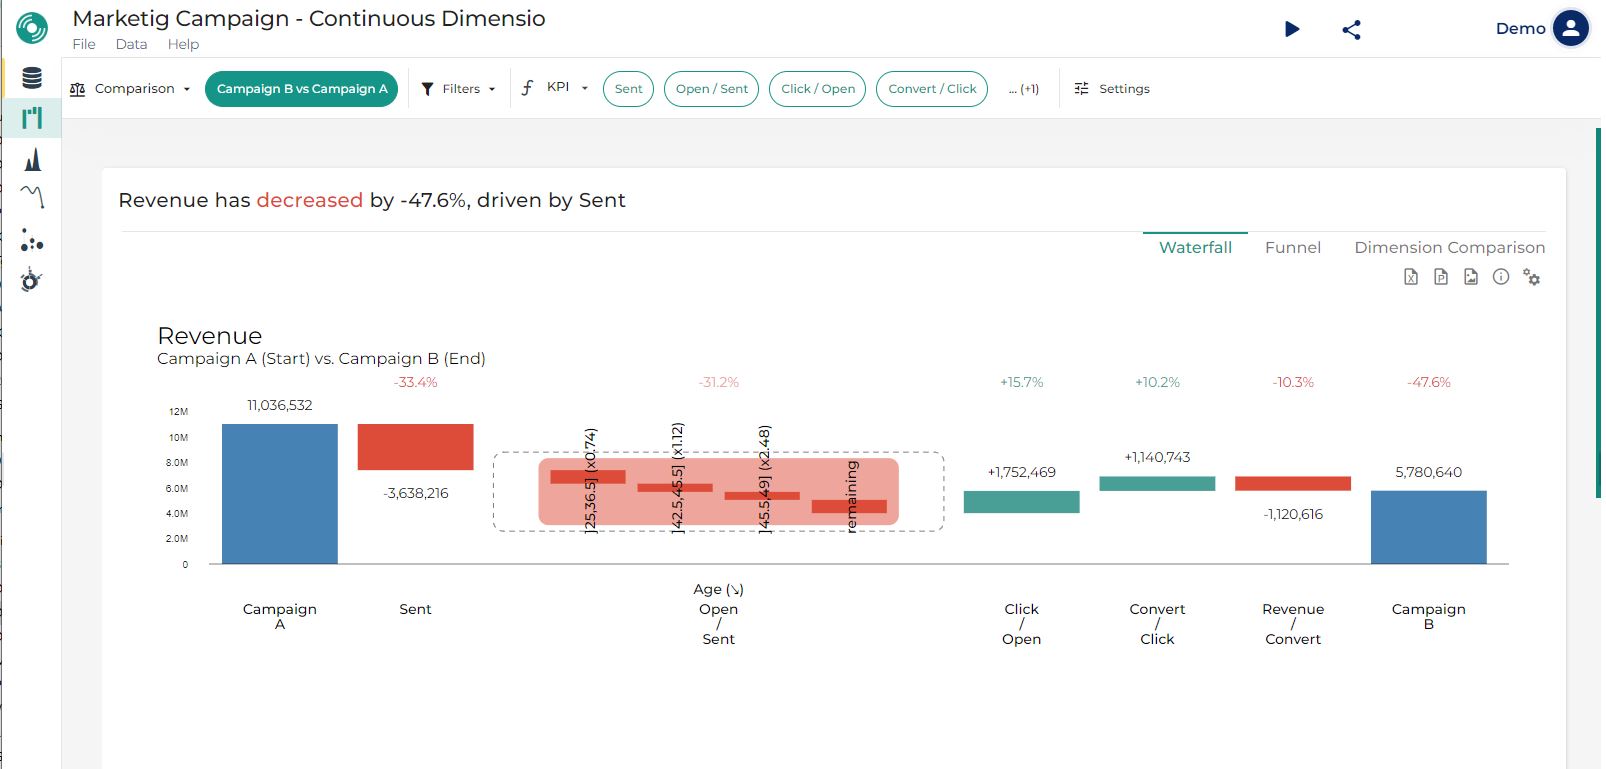 Marketig Campaign - Continuous Dimensio
File Data Help
Demo
Comparison
Campaign B vs Campaign A
Filters
KPI
Sent
Open / Sent
Click / Open
Convert / Click
... (+1)
Settings
Revenue has decreased by -47.6%, driven by Sent
Waterfall Funnel Dimension Comparison
Revenue
Campaign A (Start) vs. Campaign B (End)
-33.4% -31.2% +15.7% +10.2% -10.3% -47.6%
12M
10M
8.0M
6.0M
4.0M
2.0M
0
11,036,532
-3,638,216
]25,36.5] (x0.74)
]42.5,45.5] (x1.12)
]45.5,49] (x2.48)
remaining
+1,752,469
+1,140,743
-1,120,616
5,780,640
Campaign
A
Sent
Age (↘)
Open
/
Sent
Click
/
Open
Convert
/
Click
Revenue
/
Convert
Campaign
B